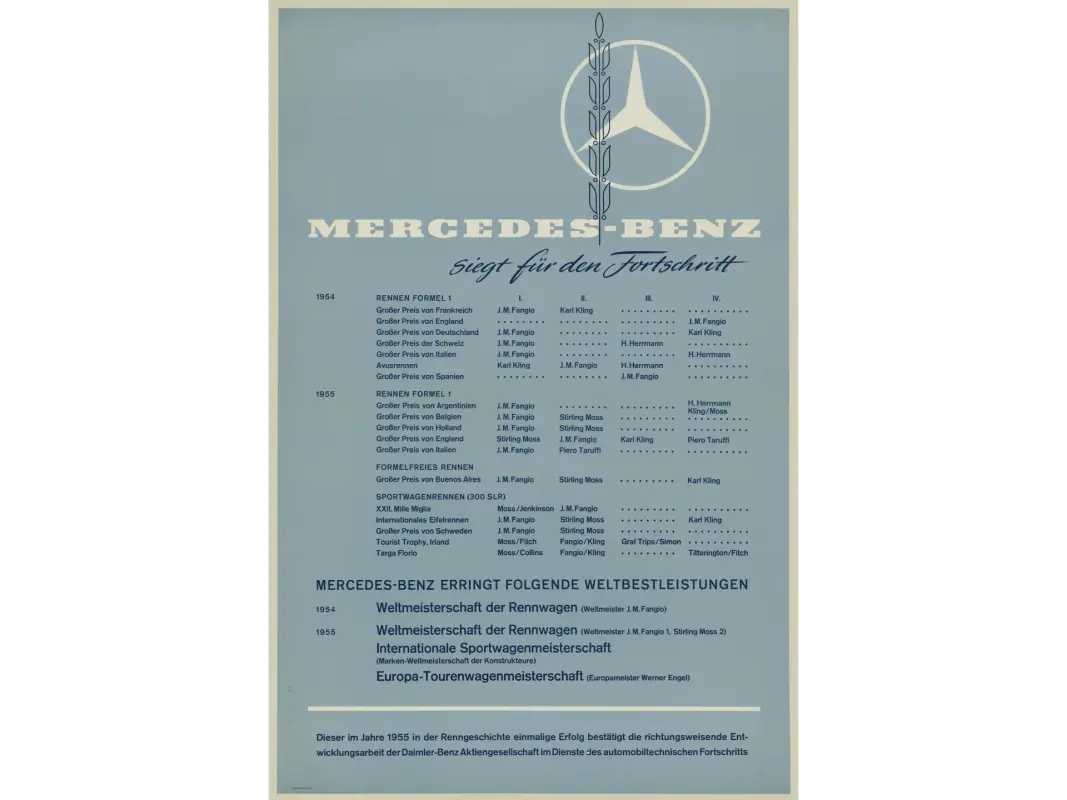 MERCEDES-BENZ
siegt für den Fortschritt
1954 RENNEN FORMEL 1 I. II. III. IV.
Großer Preis von Frankreich J. M. Fangio Karl Kling . . . . . . . . . . . . . . . . . . .
Großer Preis von England . . . . . . . . . . . . . . . . . . . . . . . . . J. M. Fangio
Großer Preis von Deutschland J. M. Fangio . . . . . . . . . . . . . . . . . Karl Kling
Großer Preis der Schweiz J. M. Fangio . . . . . . . . H. Herrmann . . . . . . . . . .
Großer Preis von Italien J. M. Fangio . . . . . . . . . . . . . . . . . H. Herrmann
Avusrennen Karl Kling J. M. Fangio H. Herrmann . . . . . . . . . .
Großer Preis von Spanien . . . . . . . . . . . . . . . . J. M. Fangio . . . . . . . . . .
1955 RENNEN FORMEL 1
Großer Preis von Argentinien J. M. Fangio . . . . . . . . . . . . . . . . . H. Herrmann
Kling/Moss
Großer Preis von Belgien J. M. Fangio Stirling Moss . . . . . . . . . . . . . . . . . . .
Großer Preis von Holland J. M. Fangio Stirling Moss . . . . . . . . . . . . . . . . . . .
Großer Preis von England Stirling Moss J. M. Fangio Karl Kling Piero Taruffi
Großer Preis von Italien J. M. Fangio Piero Taruffi . . . . . . . . . . . . . . . . . . .
FORMELFREIES RENNEN
Großer Preis von Buenos Aires J. M. Fangio Stirling Moss . . . . . . . . . Karl Kling
SPORTWAGENRENNEN (300 SLR)
XXII. Mille Miglia Moss/Jenkinson J. M. Fangio . . . . . . . . . . . . . . . . . . .
Internationales Eifelrennen J. M. Fangio Stirling Moss . . . . . . . . . Karl Kling
Großer Preis von Schweden J. M. Fangio Stirling Moss . . . . . . . . . . . . . . . . . . .
Tourist Trophy, Irland Moss/Fitch Fangio/Kling Graf Trips/Simon . . . . . . . . . .
Targa Florio Moss/Collins Fangio/Kling . . . . . . . . . Titterington/Fitch
MERCEDES-BENZ ERRINGT FOLGENDE WELTBESTLEISTUNGEN
1954 Weltmeisterschaft der Rennwagen (Weltmeister J. M. Fangio)
1955 Weltmeisterschaft der Rennwagen (Weltmeister J. M. Fangio 1, Stirling Moss 2)
Internationale Sportwagenmeisterschaft
(Marken-Weltmeisterschaft der Konstrukteure)
Europa-Tourenwagenmeisterschaft (Europameister Werner Engel)
Dieser im Jahre 1955 in der Renngeschichte einmalige Erfolg bestätigt die richtungsweisende Ent-
wicklungsarbeit der Daimler-Benz Aktiengesellschaft im Dienste des automobiltechnischen Fortschritts